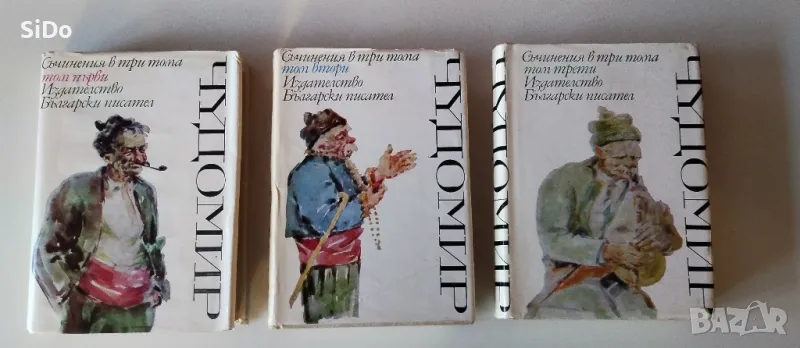 SiDo
Съчинения в три тома
том първи
Издателство
Български писател
ЧУДОМИР
Съчинения в три тома
том втори
Издателство
Български писател
ЧУДОМИР
ЧУДОМИР
Съчинения в три тома
том трети
Издателство
Български писател
ЧУДОМИР
BAZAR